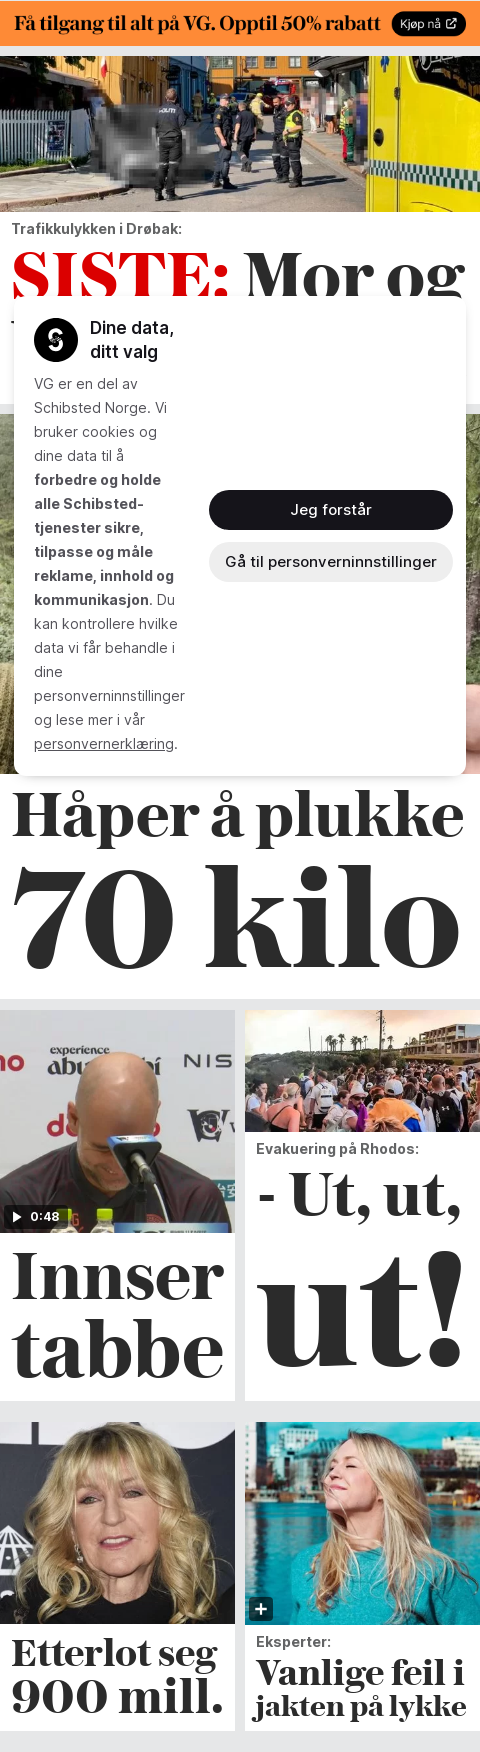 Få tilgang til alt på VG. Opptil 50% rabatt
Kjøp nå
POLITI
Trafikkulykken i Drøbak:
SISTE: Mor og
Dine data,
ditt valg
VG er en del av
Schibsted Norge. Vi
bruker cookies og
dine data til å
forbedre og holde
alle Schibsted-
tjenester sikre,
tilpasse og måle
reklame, innhold og
kommunikasjon. Du
kan kontrollere hvilke
data vi får behandle i
dine
personverninnstillinger
og lese mer i vår
personvernerklæring.
Jeg forstår
Gå til personverninnstillinger
Håper å plukke
70 kilo
experience
NIS
0:48
Innser
tabbe
Evakuering på Rhodos:
- Ut, ut,
ut!
Etterlot seg
900 mill.
Eksperter:
Vanlige feil i
jakten på lykke